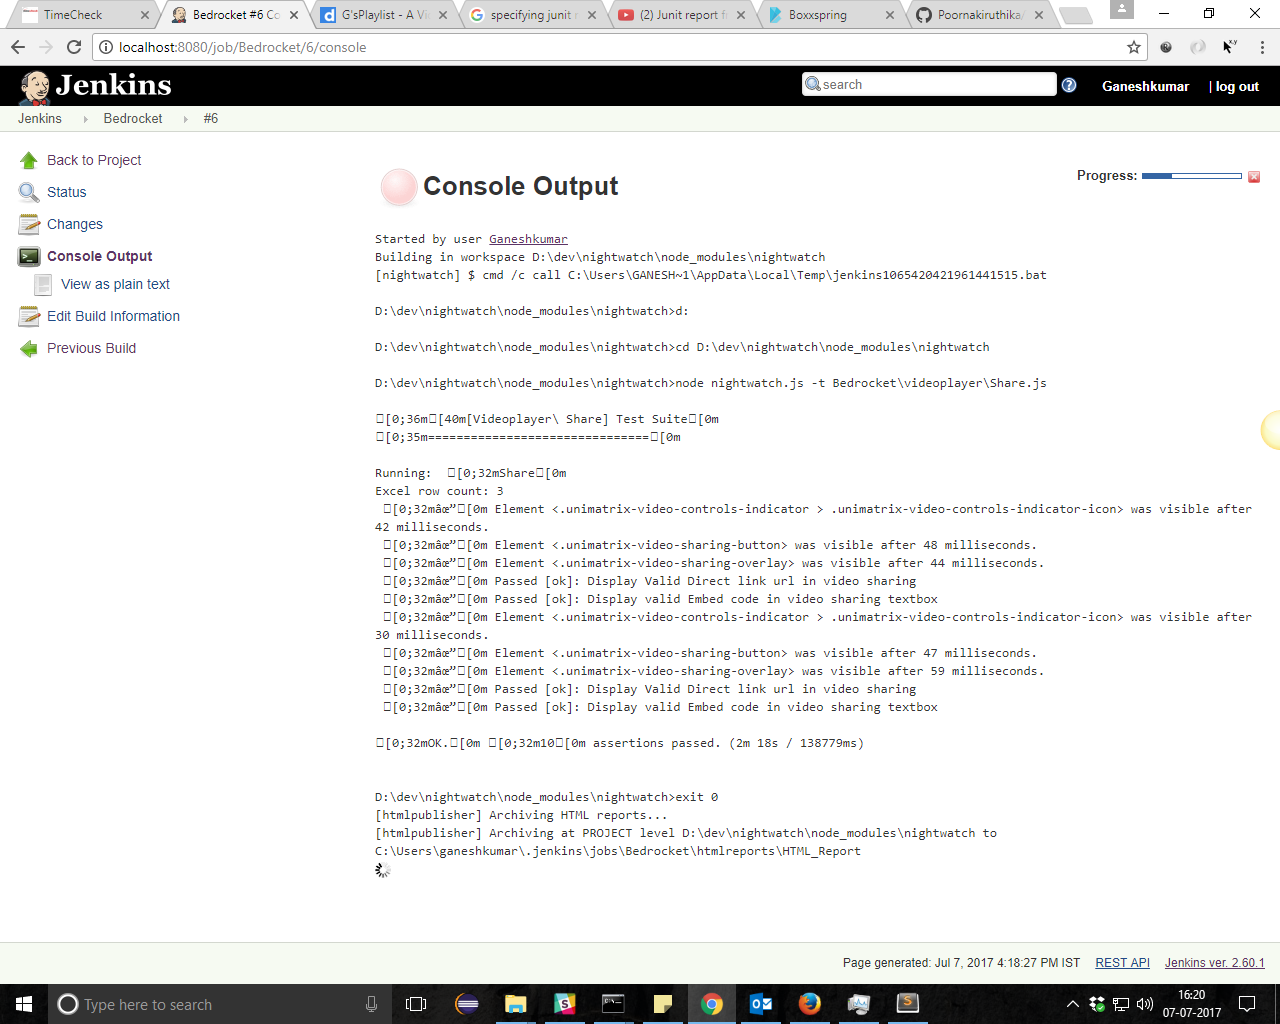 TimeCheck
Bedrocket #6 Co
G'sPlaylist - A Vi
specifying junit r
(2) Junit report fo
Boxxspring
Poornakiruthika/
localhost:8080/job/Bedrocket/6/console
Jenkins
search
Ganeshkumar
| log out
Jenkins
Bedrocket
#6
Back to Project
Status
Changes
Console Output
View as plain text
Edit Build Information
Previous Build
Console Output
Progress:
Started by user Ganeshkumar
Building in workspace D:\dev\nightwatch\node_modules\nightwatch
[nightwatch] $ cmd /c call C:\Users\GANESH~1\AppData\Local\Temp\jenkins1065420421961441515.bat
D:\dev\nightwatch\node_modules\nightwatch>d:
D:\dev\nightwatch\node_modules\nightwatch>cd D:\dev\nightwatch\node_modules\nightwatch
D:\dev\nightwatch\node_modules\nightwatch>node nightwatch.js -t Bedrocket\videoplayer\Share.js
[0;36m [40m[Videoplayer\ Share] Test Suite [0m
[0;35m=============================== [0m
Running:   [0;32mShare [0m
Excel row count: 3
[0;32mâœ” [0m Element <.unimatrix-video-controls-indicator > .unimatrix-video-controls-indicator-icon> was visible after
42 milliseconds.
[0;32mâœ” [0m Element <.unimatrix-video-sharing-button> was visible after 48 milliseconds.
[0;32mâœ” [0m Element <.unimatrix-video-sharing-overlay> was visible after 44 milliseconds.
[0;32mâœ” [0m Passed [ok]: Display Valid Direct link url in video sharing
[0;32mâœ” [0m Passed [ok]: Display valid Embed code in video sharing textbox
[0;32mâœ” [0m Element <.unimatrix-video-controls-indicator > .unimatrix-video-controls-indicator-icon> was visible after
30 milliseconds.
[0;32mâœ” [0m Element <.unimatrix-video-sharing-button> was visible after 47 milliseconds.
[0;32mâœ” [0m Element <.unimatrix-video-sharing-overlay> was visible after 59 milliseconds.
[0;32mâœ” [0m Passed [ok]: Display Valid Direct link url in video sharing
[0;32mâœ” [0m Passed [ok]: Display valid Embed code in video sharing textbox
[0;32mOK. [0m  [0;32m10 [0m assertions passed. (2m 18s / 138779ms)
D:\dev\nightwatch\node_modules\nightwatch>exit 0
[htmlpublisher] Archiving HTML reports...
[htmlpublisher] Archiving at PROJECT level D:\dev\nightwatch\node_modules\nightwatch to
C:\Users\ganeshkumar\.jenkins\jobs\Bedrocket\htmlreports\HTML_Report
Page generated: Jul 7, 2017 4:18:27 PM IST
REST API
Jenkins ver. 2.60.1
Type here to search
16:20
07-07-2017